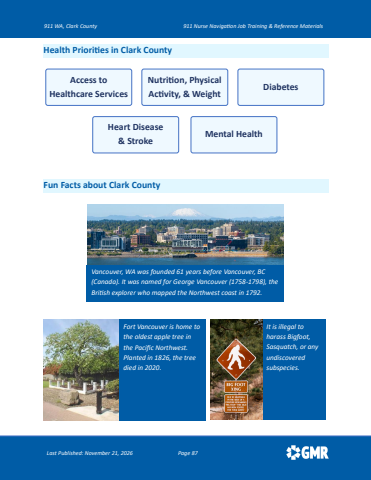 911 WA, Clark County
911 Nurse Navigation Job Training & Reference Materials
Health Priorities in Clark County
Access to
Healthcare Services
Nutrition, Physical
Activity, & Weight
Diabetes
Heart Disease
& Stroke
Mental Health
Fun Facts about Clark County
Vancouver, WA was founded 61 years before Vancouver, BC
(Canada). It was named for George Vancouver (1758-1798), the
British explorer who mapped the Northwest coast in 1792.
Fort Vancouver is home to
the oldest apple tree in
the Pacific Northwest.
Planted in 1826, the tree
died in 2020.
BIG FOOT
XING
It is illegal to
harass Bigfoot,
Sasquatch, or any
undiscovered
subspecies.
Last Published: November 21, 2026
Page 87
GMR